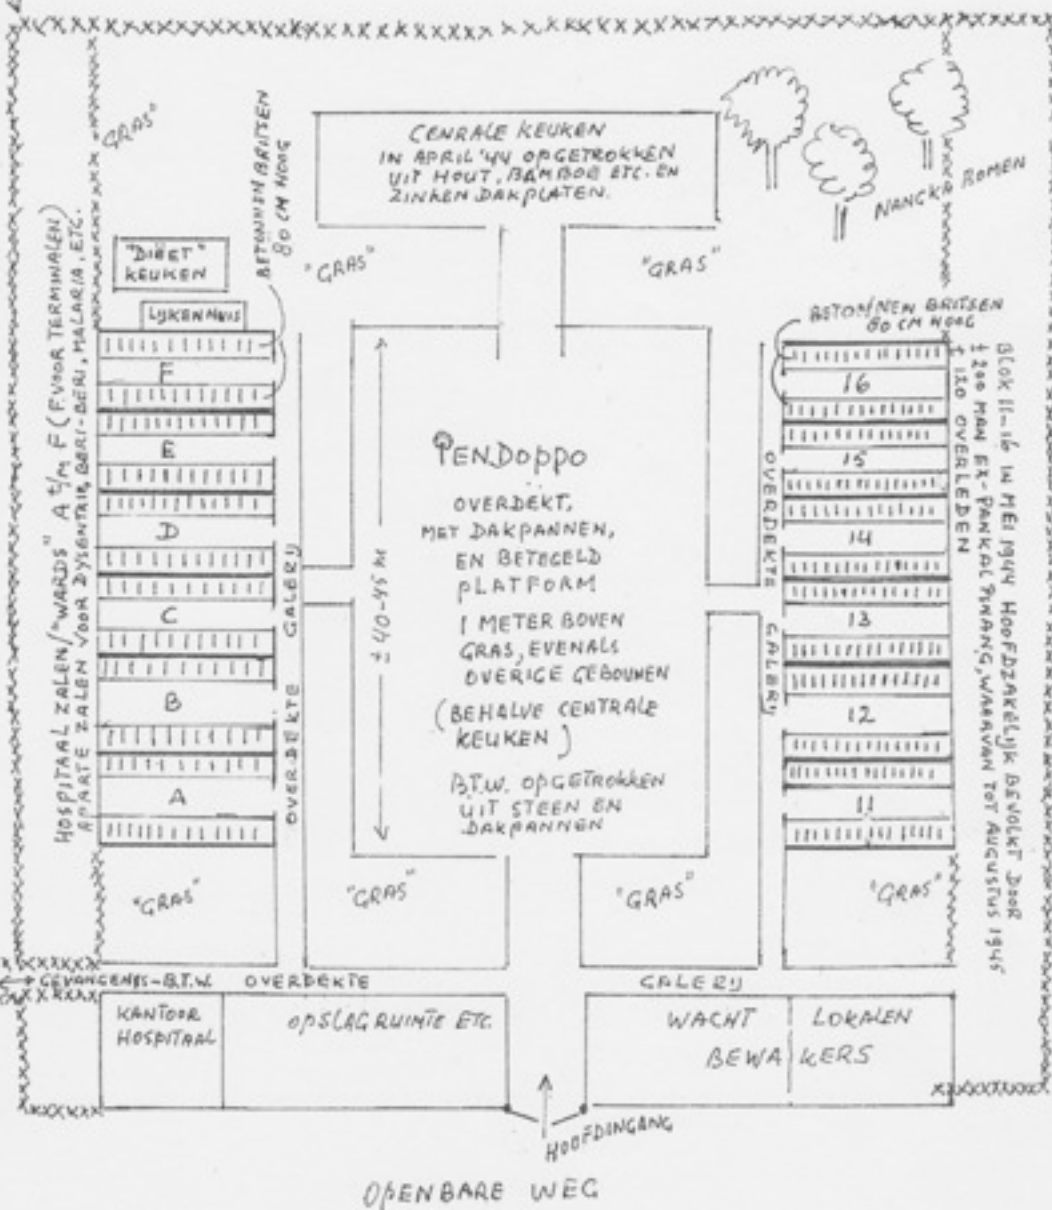 "GRAS"
BETONNEN BRITSEN
80 CM HOOG
CENRALE KEUKEN
IN APRIL '44 OPGETROKKEN
UIT HOUT, BAMBOE ETC. EN
ZINKEN DAKPLATEN.
NANGKA BOMEN
"DIEET"
KEUKEN
LIJKENHUIS
"GRAS"
"GRAS"
BETONNEN BRITSEN
80 CM HOOG
HOSPITAAL ZALEN/"WARDS" A t/m F (F. VOOR TERMINALEN)
APARTE ZALEN VOOR DYSENTRIE, BERI-BERI, MALARIA, ETC.
F
E
D
C
B
A
OVERDEKTE GALERIJ
± 40-45 M
PENDOPPO
OVERDEKT,
MET DAKPANNEN,
EN BETEGELD
PLATFORM
1 METER BOVEN
GRAS, EVENALS
OVERIGE GEBOUWEN
(BEHALVE CENTRALE
KEUKEN)
B.T.W. OPGETROKKEN
UIT STEEN EN
DAKPANNEN
OVERDEKTE GALERIJ
16
15
14
13
12
11
BLOK 11-16 IN MEI 1944 HOOFDZAKELIJK BEVOLKT DOOR
± 200 MAN EX-PANKAL PINANG, WAARVAN TOT AUGUSTUS 1945
± 120 OVERLEDEN
"GRAS"
"GRAS"
"GRAS"
"GRAS"
GEVANGENIS-B.T.W.
OVERDEKTE GALERIJ
KANTOOR
HOSPITAAL
OPSLAGRUIMTE ETC.
WACHT LOKALEN
BEWAKERS
HOOFDINGANG
OPENBARE WEG